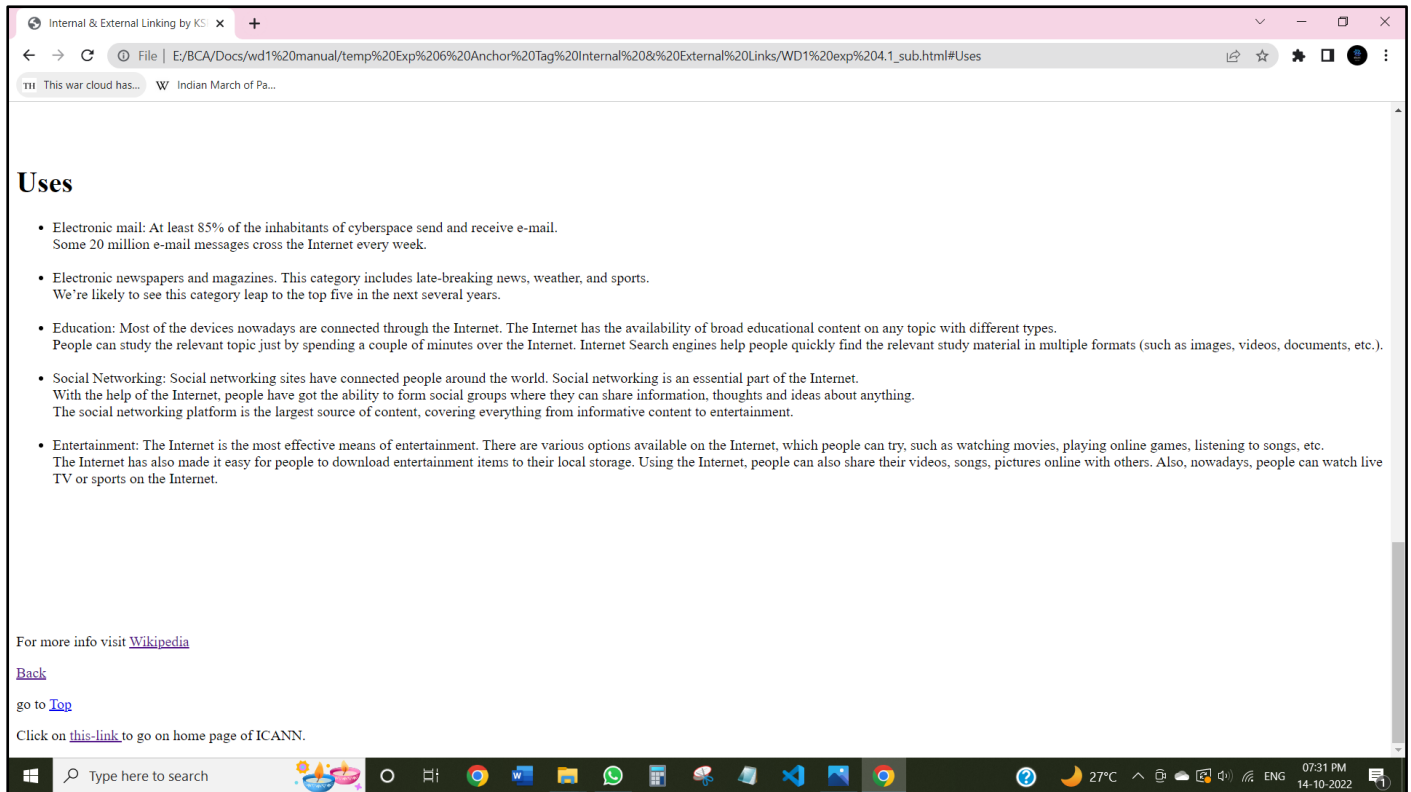 Internal & External Linking by KS
File | E:/BCA/Docs/wd1%20manual/temp%20Exp%206%20Anchor%20Tag%20Internal%20&%20External%20Links/WD1%20exp%204.1_sub.html#Uses
TH This war cloud has... W Indian March of Pa...
Uses
• Electronic mail: At least 85% of the inhabitants of cyberspace send and receive e-mail.
Some 20 million e-mail messages cross the Internet every week.
• Electronic newspapers and magazines. This category includes late-breaking news, weather, and sports.
We’re likely to see this category leap to the top five in the next several years.
• Education: Most of the devices nowadays are connected through the Internet. The Internet has the availability of broad educational content on any topic with different types.
People can study the relevant topic just by spending a couple of minutes over the Internet. Internet Search engines help people quickly find the relevant study material in multiple formats (such as images, videos, documents, etc.).
• Social Networking: Social networking sites have connected people around the world. Social networking is an essential part of the Internet.
With the help of the Internet, people have got the ability to form social groups where they can share information, thoughts and ideas about anything.
The social networking platform is the largest source of content, covering everything from informative content to entertainment.
• Entertainment: The Internet is the most effective means of entertainment. There are various options available on the Internet, which people can try, such as watching movies, playing online games, listening to songs, etc.
The Internet has also made it easy for people to download entertainment items to their local storage. Using the Internet, people can also share their videos, songs, pictures online with others. Also, nowadays, people can watch live
TV or sports on the Internet.
For more info visit Wikipedia
Back
go to Top
Click on this-link to go on home page of ICANN.
Type here to search
27°C ENG 07:31 PM
14-10-2022
1